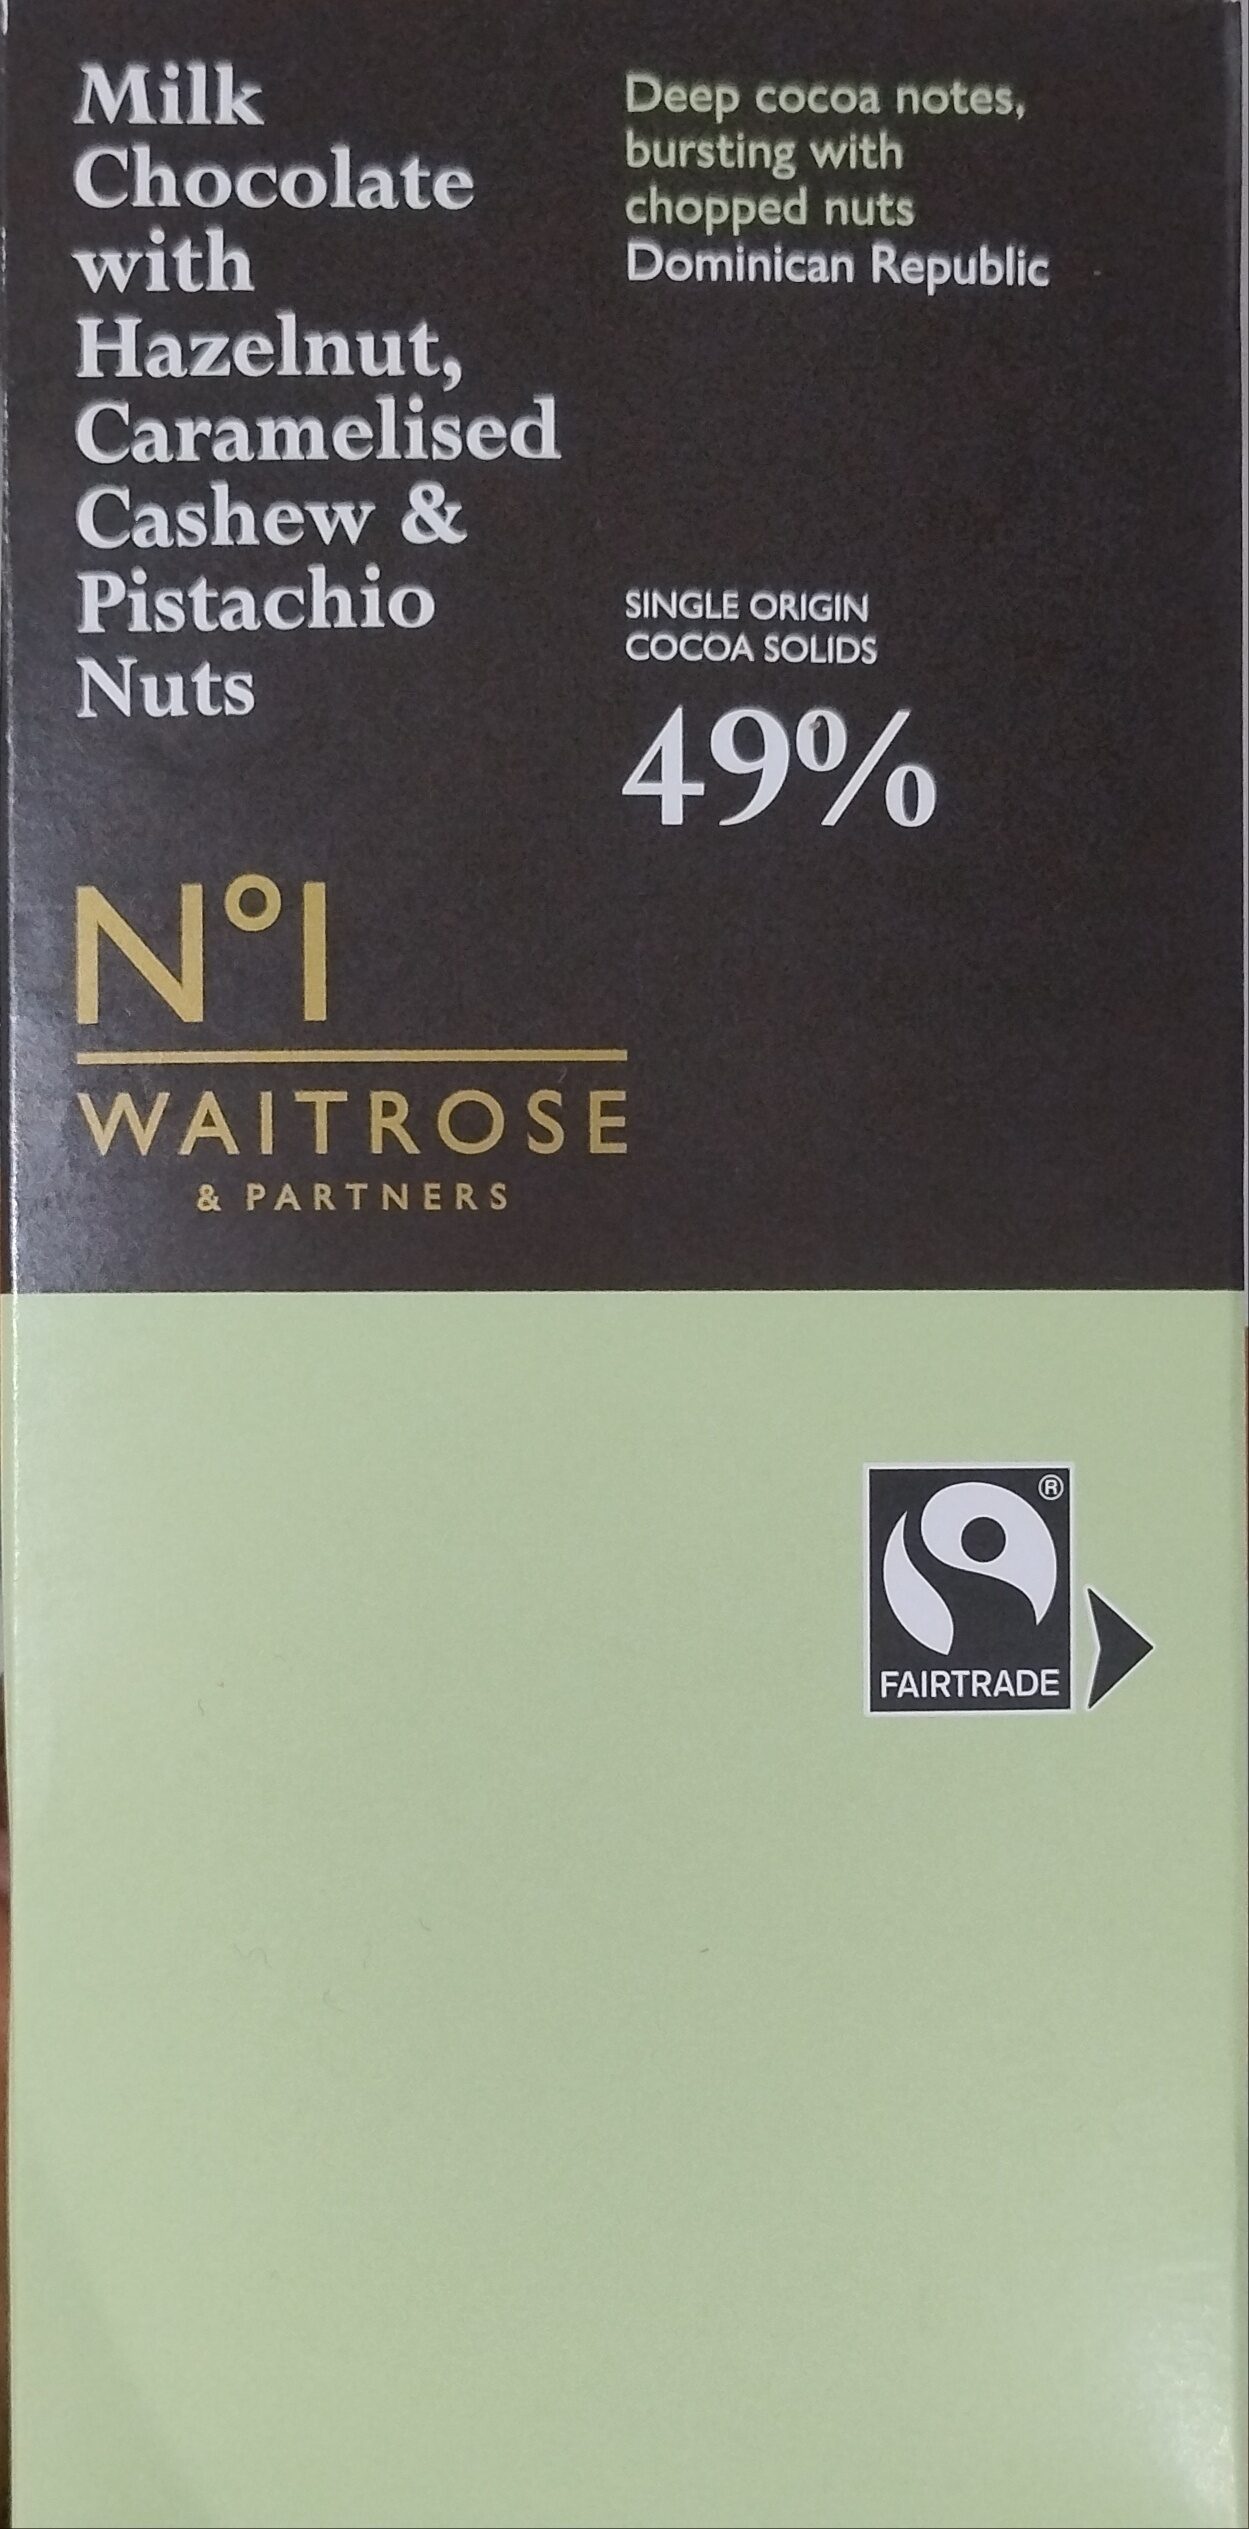 Milk
Chocolate
with
Hazelnut,
Caramelised
Cashew &
Pistachio
Nuts
Deep cocoa notes,
bursting with
chopped nuts
Dominican Republic
SINGLE ORIGIN
COCOA SOLIDS
49%
Nº1
WAITROSE
& PARTNERS
®
FAIRTRADE